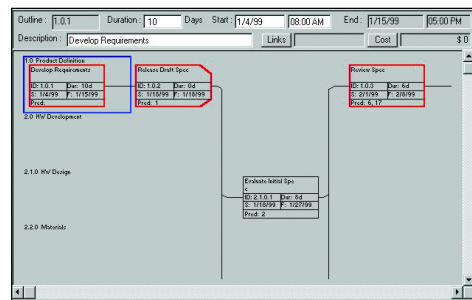 Outline : 1.0.1 Duration : 10 Days Start : 1/4/99 08:00 AM End : 1/15/99 05:00 PM
Description : Develop Requirements Links Cost $ 0
1.0 Product Definition
Develop Requirements
ID: 1.0.1 Dur: 10d
S: 1/4/99 F: 1/15/99
Pred:
Release Draft Spec
ID: 1.0.2 Dur: 0d
S: 1/18/99 F: 1/18/99
Pred: 1
Review Spec
ID: 1.0.3 Dur: 6d
S: 2/1/99 F: 2/8/99
Pred: 6, 17
2.0 HW Development
2.1.0 HW Design
Evaluate Initial Spe
c
ID: 2.1.0.1 Dur: 8d
S: 1/18/99 F: 1/27/99
Pred: 2
2.2.0 Materials